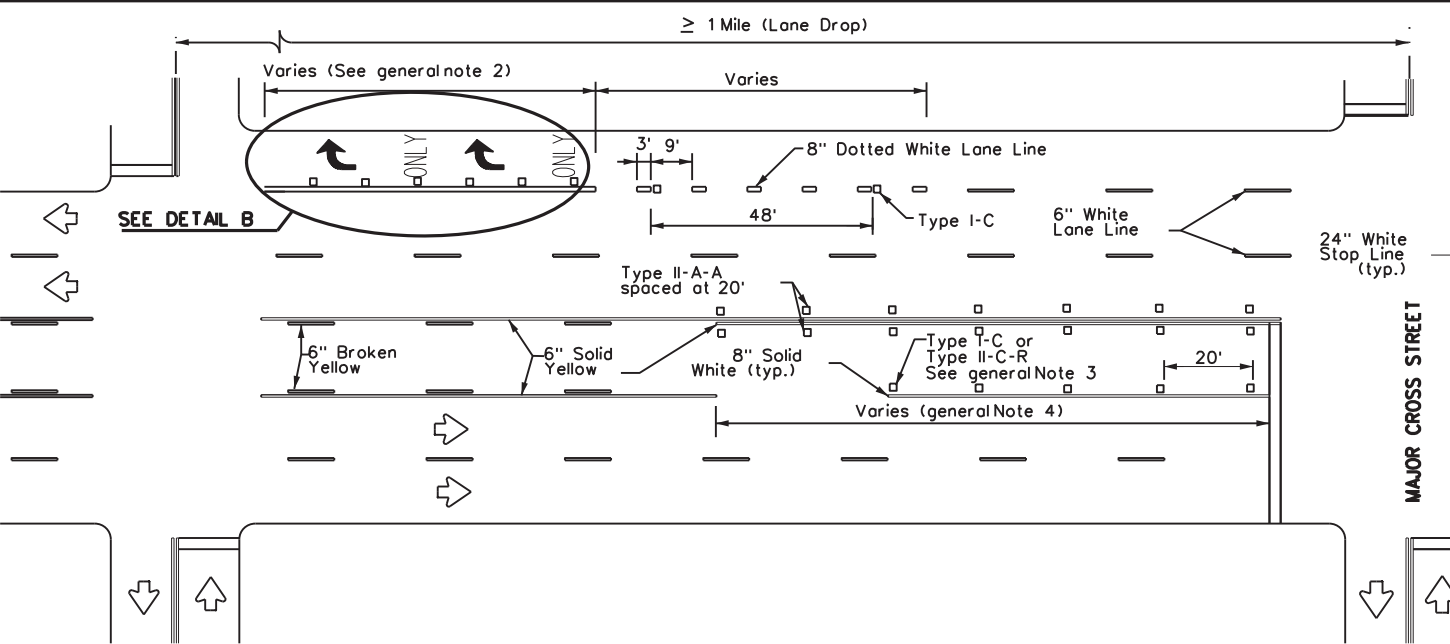 ≥ 1 Mile (Lane Drop)
Varies (See general note 2)
Varies
ONLY
ONLY
3' 9'
8" Dotted White Lane Line
SEE DETAIL B
48'
Type I-C
6" White
Lane Line
24" White
Stop Line
(typ.)
Type II-A-A
spaced at 20'
6" Broken
Yellow
6" Solid
Yellow
8" Solid
White (typ.)
Type I-C or
Type II-C-R
See general Note 3
20'
Varies (general Note 4)
MAJOR CROSS STREET